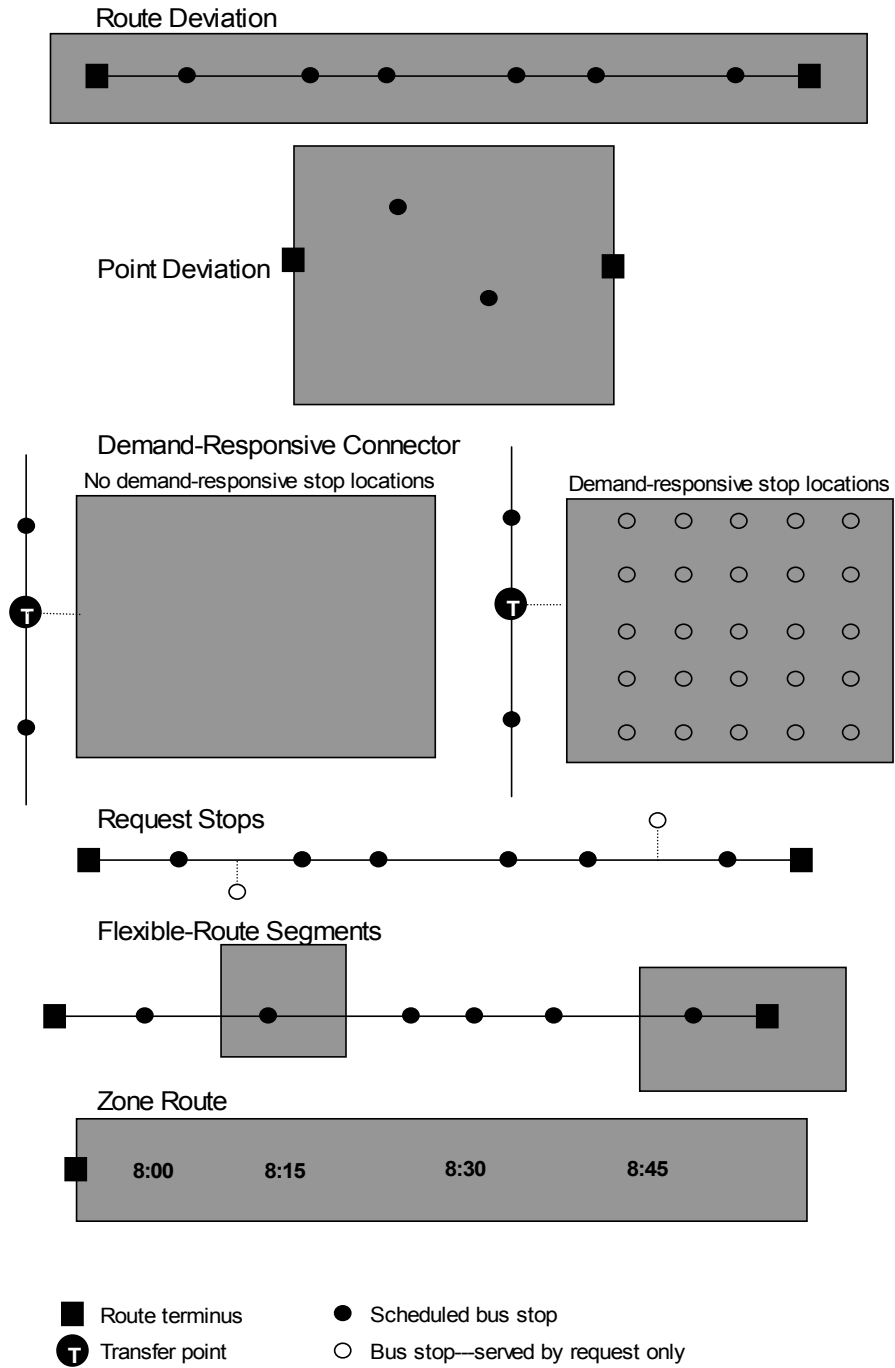 Route Deviation
Point Deviation
Demand-Responsive Connector
No demand-responsive stop locations
Demand-responsive stop locations
T
T
Request Stops
Flexible-Route Segments
Zone Route
8:00 8:15 8:30 8:45
Route terminus
Scheduled bus stop
T Transfer point
Bus stop---served by request only